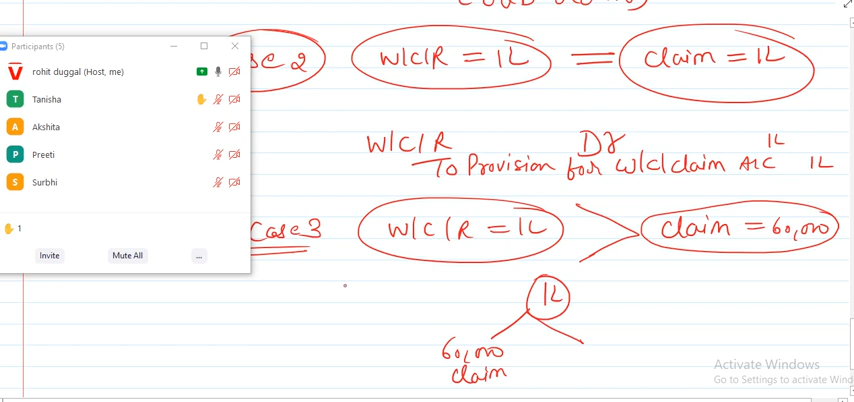 Participants (5)
rohit duggal (Host, me)
T Tanisha
A Akshita
P Preeti
S Surbhi
1
Invite Mute All ...
2 W/C/R = 1L = claim = 1L
W/C/R Dr 1L
To Provision for W/C/claim A/C 1L
Case 3 W/C/R = 1L > claim = 60,000
1L
60,000
claim
Activate Windows
Go to Settings to activate Wind